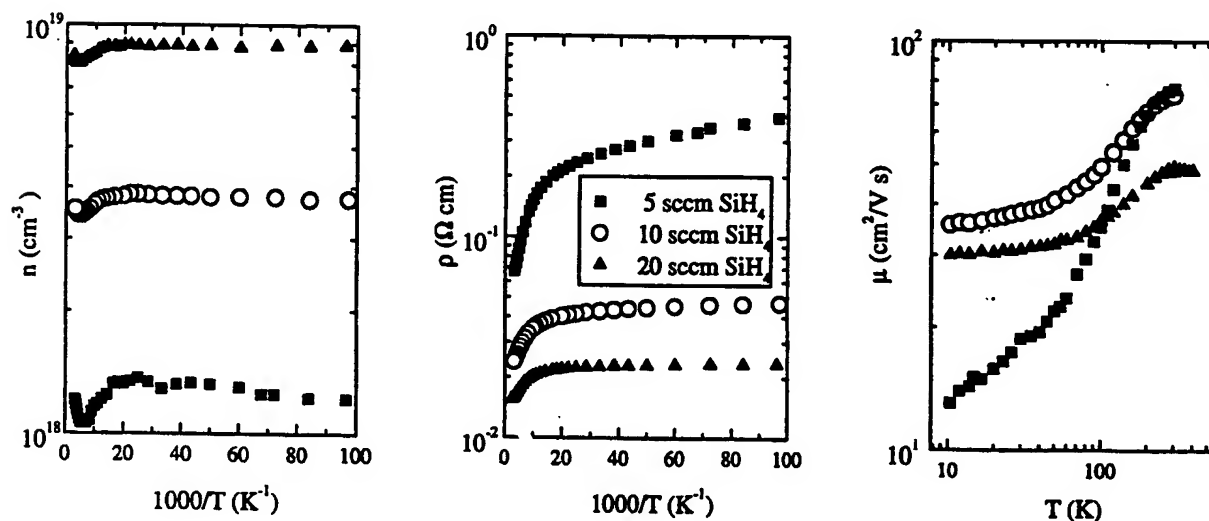 10^19
n (cm^-3)
10^18
0 20 40 60 80 100
1000/T (K^-1)
10^0
ρ (Ω cm)
10^-1
10^-2
5 sccm SiH4
10 sccm SiH4
20 sccm SiH4
0 20 40 60 80 100
1000/T (K^-1)
10^2
μ (cm^2/V s)
10^1
10 100
T (K)